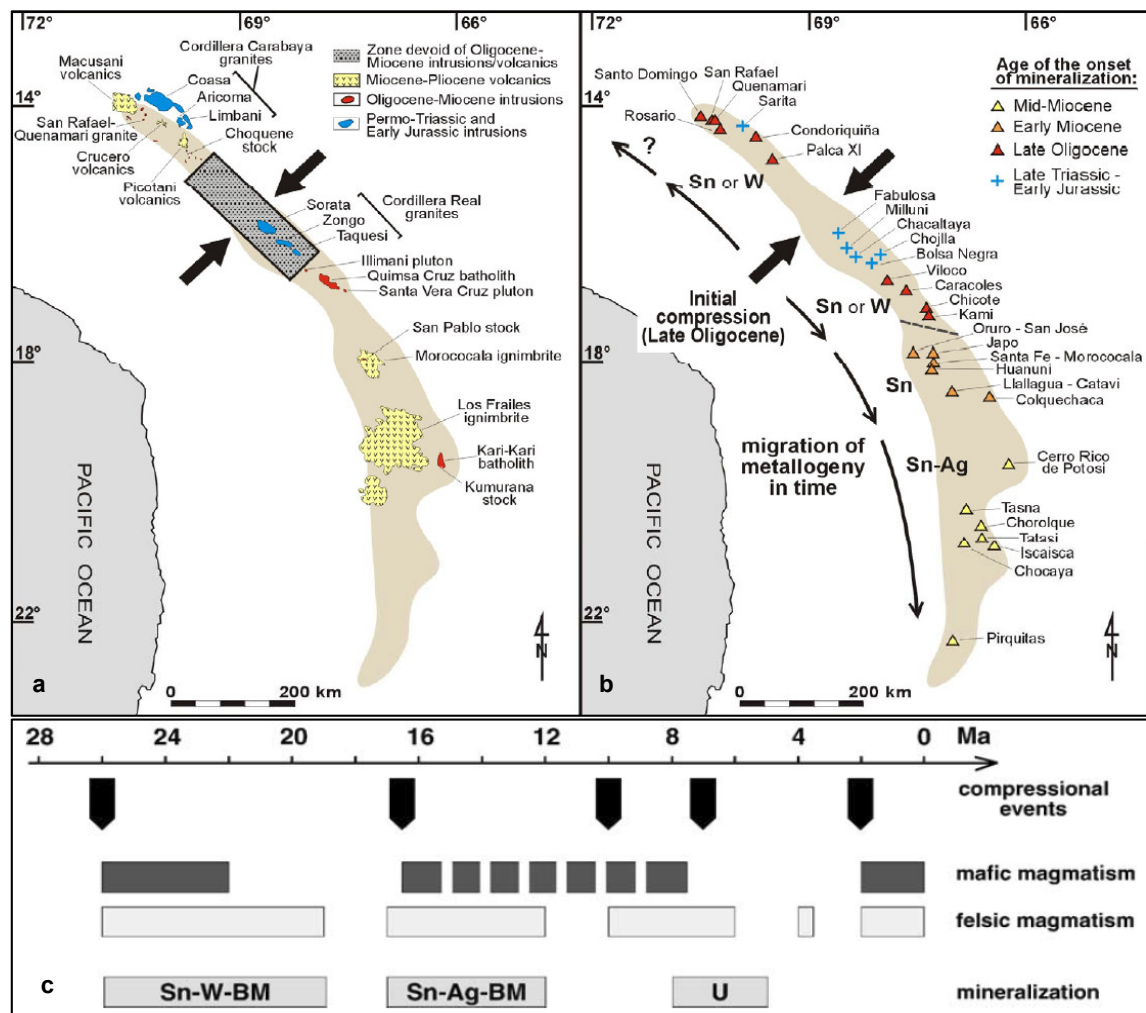 72°
69°
66°
Cordillera Carabaya
granites
Zone devoid of Oligocene-
Miocene intrusions/volcanics
Miocene-Pliocene volcanics
Oligocene-Miocene intrusions
Permo-Triassic and
Early Jurassic intrusions
Macusani
volcanics
Coasa
Aricoma
Limbani
14°
San Rafael-
Quenamari granite
Choquene
stock
Crucero
volcanics
Picotani
volcanics
Sorata
Zongo
Taquesi
Cordillera Real
granites
Illimani pluton
Quimsa Cruz batholith
Santa Vera Cruz pluton
San Pablo stock
18°
Morococala ignimbrite
Los Frailes
ignimbrite
Kari-Kari
batholith
Kumurana
stock
PACIFIC OCEAN
22°
N
a
0
200 km
72°
69°
66°
Age of the onset
of mineralization:
Mid-Miocene
Early Miocene
Late Oligocene
Late Triassic -
Early Jurassic
Santo Domingo
San Rafael
Quenamari
Sarita
14°
Rosario
Condoriquiña
Palca XI
?
Sn or W
Fabulosa
Milluni
Chacaltaya
Chojlla
Bolsa Negra
Viloco
Caracoles
Chicote
Kami
Initial
compression
(Late Oligocene)
Sn or W
Oruro - San José
Japo
18°
Santa Fe - Morococala
Huanuni
Sn
Llallagua - Catavi
Colquechaca
migration of
metallogeny
in time
Sn-Ag
Cerro Rico
de Potosi
Tasna
Chorolque
Tatasi
Iscaisca
Chocaya
PACIFIC OCEAN
22°
Pirquitas
N
b
0
200 km
28
24
20
16
12
8
4
0
Ma
compressional
events
mafic magmatism
felsic magmatism
c
Sn-W-BM
Sn-Ag-BM
U
mineralization